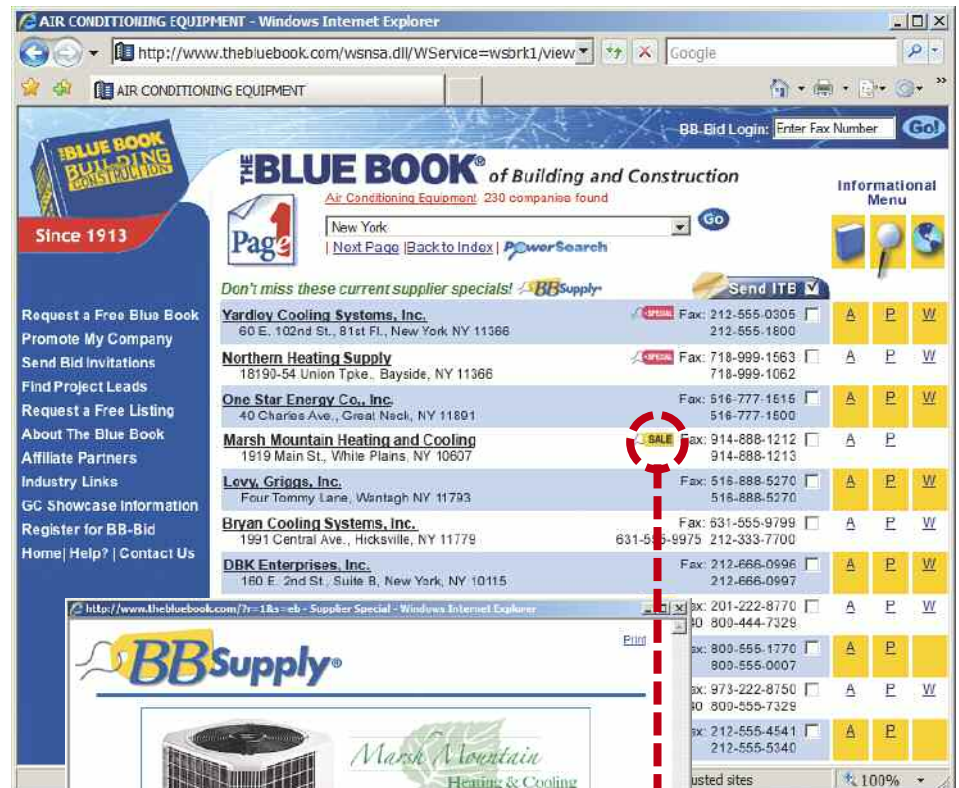 AIR CONDITIONING EQUIPMENT - Windows Internet Explorer
http://www.thebluebook.com/wsnsa.dll/WService=wsbrk1/view
Google
AIR CONDITIONING EQUIPMENT
BB-Bid Login: Enter Fax Number Go!
THE BLUE BOOK BUILDING CONSTRUCTION
Since 1913
THE BLUE BOOK® of Building and Construction
Air Conditioning Equipment 230 companies found
Page 1
New York Go
| Next Page |Back to Index | PowerSearch
Informational
Menu
Don't miss these current supplier specials! BBSupply
Send ITB
Request a Free Blue Book
Promote My Company
Send Bid Invitations
Find Project Leads
Request a Free Listing
About The Blue Book
Affiliate Partners
Industry Links
GC Showcase Information
Register for BB-Bid
Home| Help? | Contact Us
Yardley Cooling Systems, Inc. SPECIAL Fax: 212-555-0305 A P W
60 E. 102nd St., 81st Fl., New York NY 11366 212-555-1800
Northern Heating Supply SPECIAL Fax: 718-999-1563 A P W
18190-54 Union Tpke., Bayside, NY 11366 718-999-1062
One Star Energy Co., Inc. Fax: 516-777-1515 A P W
40 Charles Ave., Great Neck, NY 11891 516-777-1500
Marsh Mountain Heating and Cooling SALE Fax: 914-888-1212 A P
1919 Main St., White Plains, NY 10607 914-888-1213
Levy, Griggs, Inc. Fax: 516-888-5270 A P W
Four Tommy Lane, Wantagh NY 11793 516-888-5270
Bryan Cooling Systems, Inc. Fax: 631-555-9799 A P W
1991 Central Ave., Hicksville, NY 11779 631-555-9975 212-333-7700
DBK Enterprises, Inc. Fax: 212-666-0996 A P W
160 E. 2nd St., Suite B, New York, NY 10115 212-666-0997
ax: 201-222-8770 A P W
800-444-7329
ax: 800-555-1770 A P
800-555-0007
ax: 973-222-8750 A P W
800-555-7329
ax: 212-555-4541 A P
212-555-5340
http://www.thebluebook.com/?r=1&s=eb - Supplier Special - Windows Internet Explorer
Print
BBSupply®
Marsh Mountain
Heating & Cooling
usted sites 100%